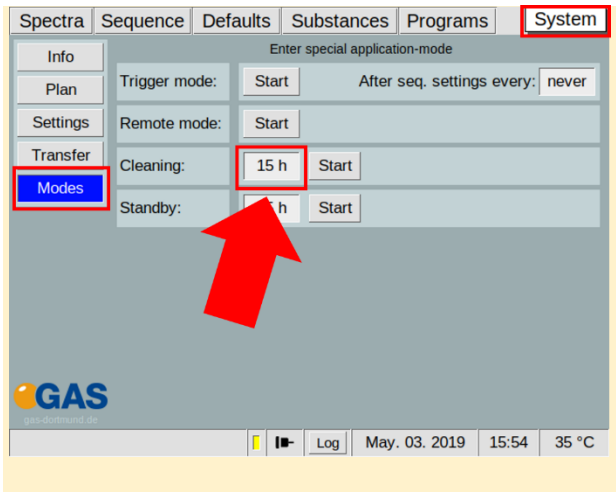 Spectra Sequence Defaults Substances Programs System
Enter special application-mode
Info
Plan
Settings
Transfer
Modes
Trigger mode: Start After seq. settings every: never
Remote mode: Start
Cleaning: 15 h Start
Standby: h Start
GAS
gas-dortmund.de
Log May. 03. 2019 15:54 35 °C